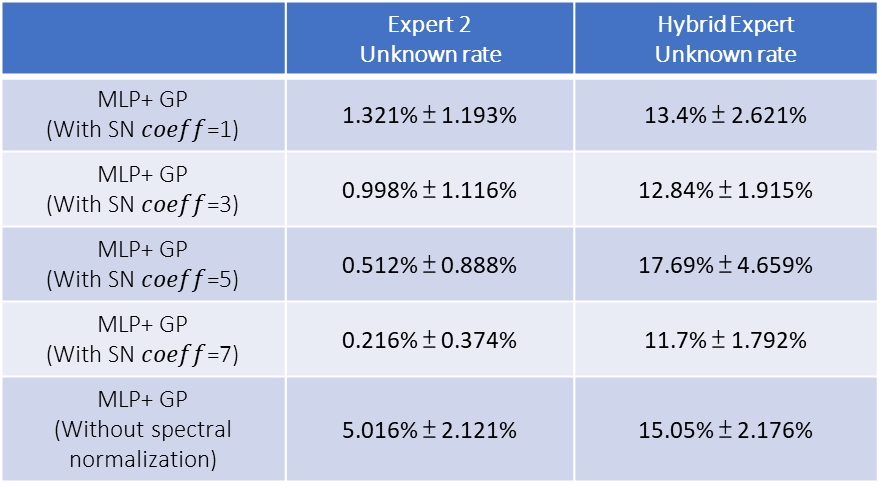 Expert 2
Unknown rate
Hybrid Expert
Unknown rate
MLP+ GP
(With SN coeff=1)
1.321% ± 1.193%
13.4% ± 2.621%
MLP+ GP
(With SN coeff=3)
0.998% ± 1.116%
12.84% ± 1.915%
MLP+ GP
(With SN coeff=5)
0.512% ± 0.888%
17.69% ± 4.659%
MLP+ GP
(With SN coeff=7)
0.216% ± 0.374%
11.7% ± 1.792%
MLP+ GP
(Without spectral
normalization)
5.016% ± 2.121%
15.05% ± 2.176%